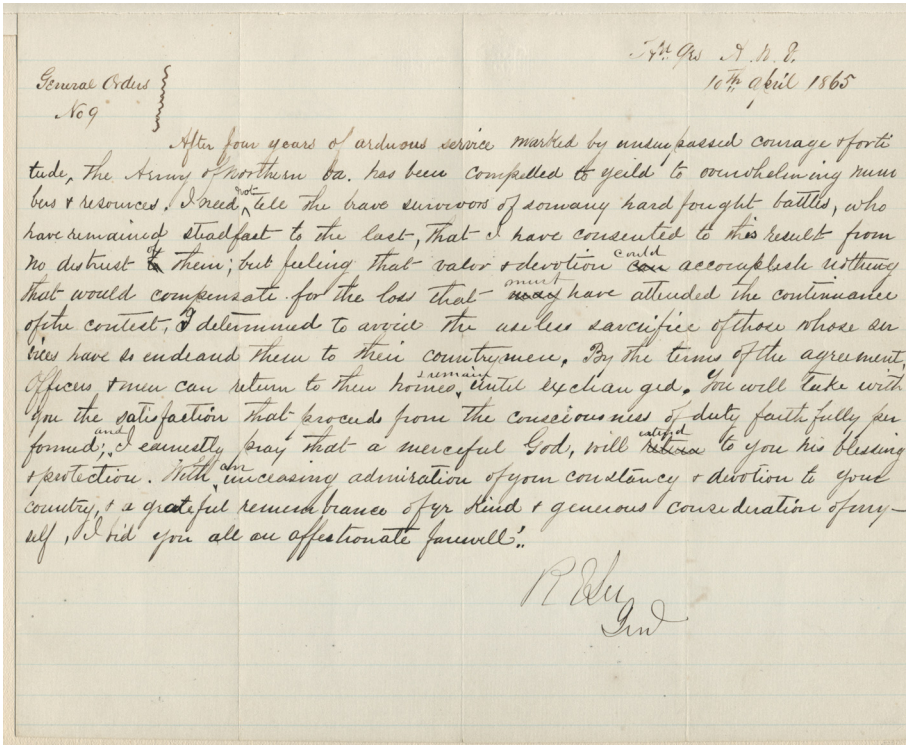 Hd. Qrs A. N. V.
10th April 1865
General Orders
No 9
After four years of arduous service marked by unsurpassed courage & forti
tude, the Army of Northern Va. has been compelled to yeild to overwhelming num
bers & resources. I need not tell the brave survivors of so many hard fought battles, who
have remained steadfast to the last, that I have consented to this result from
no distrust of them; but feeling that valor & devotion could can accomplish nothing
that would compensate for the loss that must may have attended the continuance
of the contest, I determined to avoid the useless sacrifice of those whose ser
vices have so endeared them to their countrymen. By the terms of the agreement,
Officers & men can return to their homes, & remain until exchanged. You will take with
you the satisfaction that proceeds from the consciousness of duty faithfully per
formed; and I earnestly pray that a merciful God, will extend to you his blessing
& protection. With an unceasing admiration of your constancy & devotion to your
country, & a grateful remembrance of yr kind & generous consideration of my–
self, I bid you all an affectionate farewell!..
R E Lee
Genl